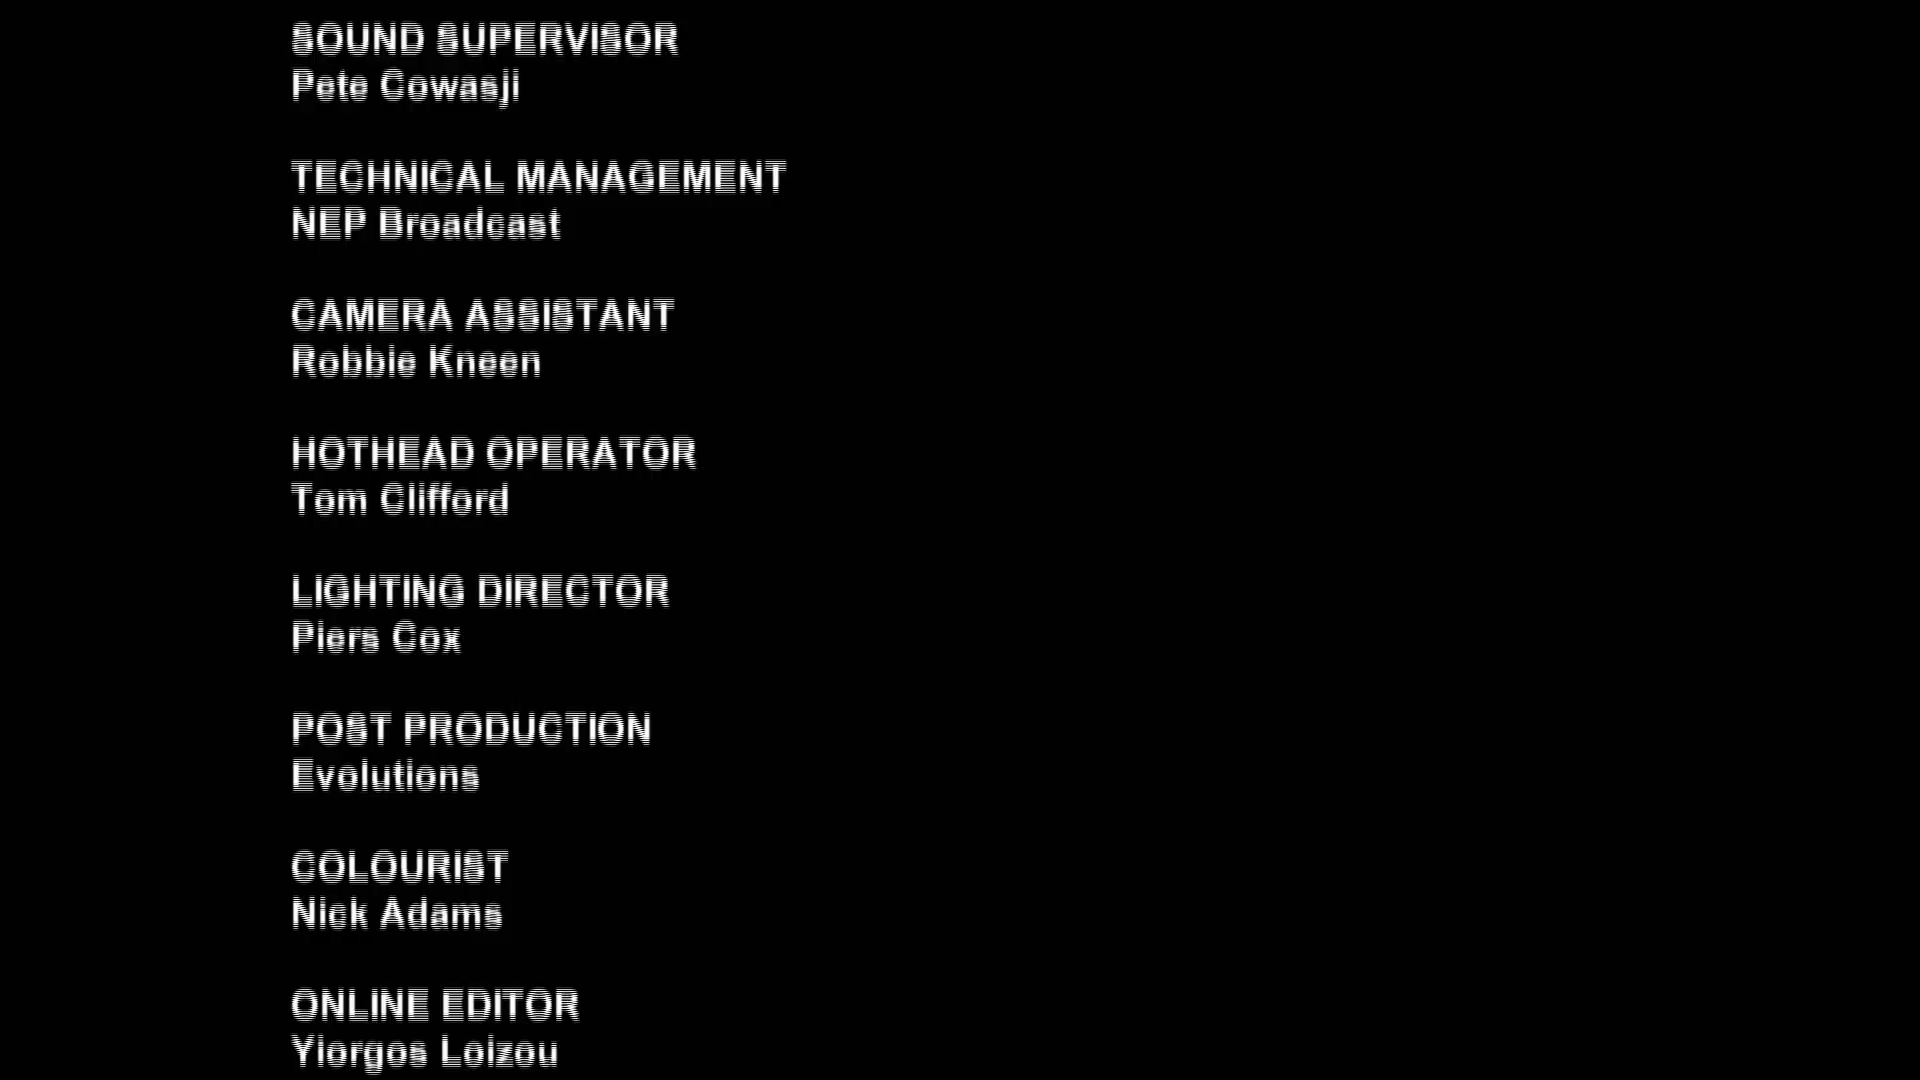 SOUND SUPERVISOR
Pete Cowasji
TECHNICAL MANAGEMENT
NEP Broadcast
CAMERA ASSISTANT
Robbie Kneen
HOTHEAD OPERATOR
Tom Clifford
LIGHTING DIRECTOR
Piers Cox
POST PRODUCTION
Evolutions
COLOURIST
Nick Adams
ONLINE EDITOR
Yiorgos Loizou